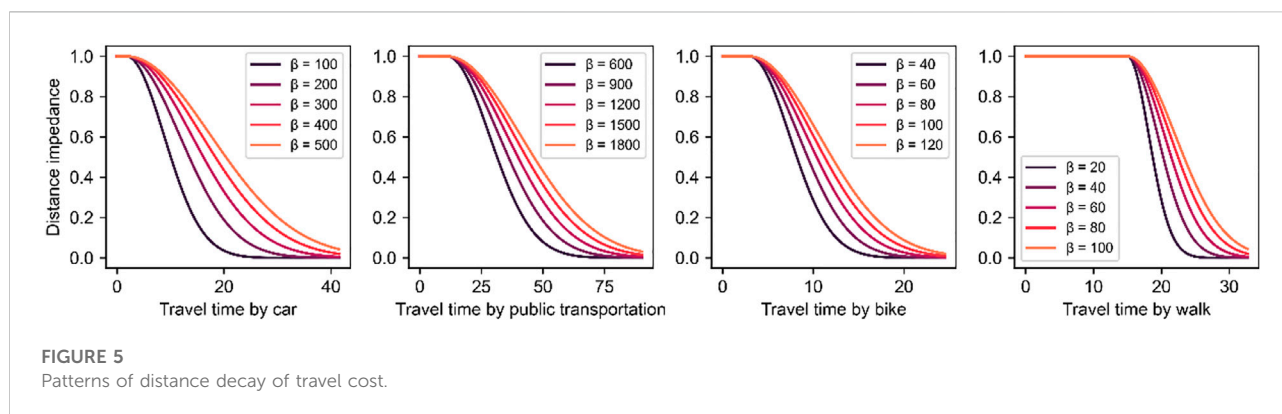 1.0
0.8
0.6
0.4
0.2
0.0
Distance impedance
β = 100
β = 200
β = 300
β = 400
β = 500
0 20 40
Travel time by car
1.0
0.8
0.6
0.4
0.2
0.0
β = 600
β = 900
β = 1200
β = 1500
β = 1800
0 25 50 75
Travel time by public transportation
1.0
0.8
0.6
0.4
0.2
0.0
β = 40
β = 60
β = 80
β = 100
β = 120
0 10 20
Travel time by bike
1.0
0.8
0.6
0.4
0.2
0.0
β = 20
β = 40
β = 60
β = 80
β = 100
0 10 20 30
Travel time by walk
FIGURE 5
Patterns of distance decay of travel cost.